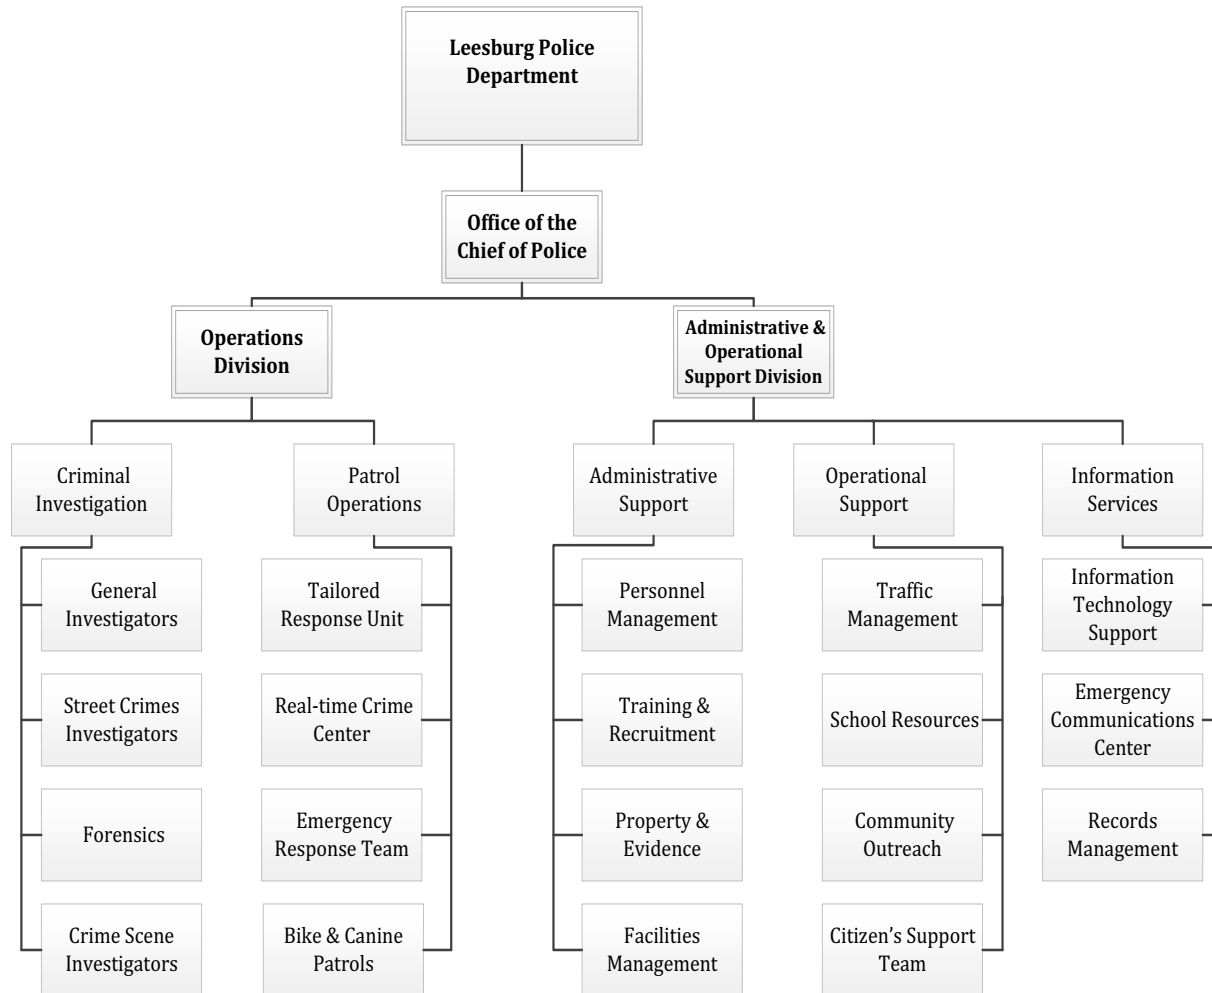 Leesburg Police
Department
Office of the
Chief of Police
Operations
Division
Administrative &
Operational
Support Division
Criminal
Investigation
Patrol
Operations
Administrative
Support
Operational
Support
Information
Services
General
Investigators
Tailored
Response Unit
Personnel
Management
Traffic
Management
Information
Technology
Support
Street Crimes
Investigators
Real-time Crime
Center
Training &
Recruitment
School Resources
Emergency
Communications
Center
Forensics
Emergency
Response Team
Property &
Evidence
Community
Outreach
Records
Management
Crime Scene
Investigators
Bike & Canine
Patrols
Facilities
Management
Citizen’s Support
Team